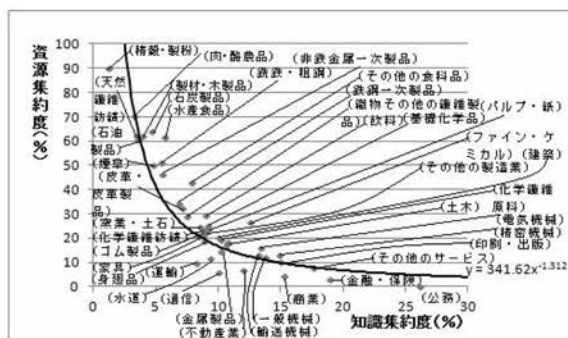 資源集約度(%)
100
90
80
70
60
50
40
30
20
10
0
(精穀・製粉)
(肉・酪農品)
(非鉄金属一次製品)
(天然繊維紡績)
(製材・木製品)
(銑鉄・粗鋼)
(その他の食料品)
(石炭製品)
(鉄鋼一次製品)
(水産食品)
(織物その他の繊維製品)
(パルプ・紙)
(石油製品)
(飲料)
(基礎化学品)
(煙草)
(ファイン・ケミカル)
(建築)
(皮革・皮革製品)
(その他の製造業)
(化学繊維原料)
(窯業・土石)
(土木)
(電気機械)
(化学繊維紡績)
(精密機械)
(ゴム製品)
(印刷・出版)
(家具)
(運輸)
(その他のサービス)
(身廻品)
y = 341.62x^-1.312
(金融・保険)
(水道)
(通信)
(商業)
(公務)
0
5
10
15
20
25
30
(金属製品)
(一般機械)
知識集約度(%)
(不動産業)
(輸送機械)